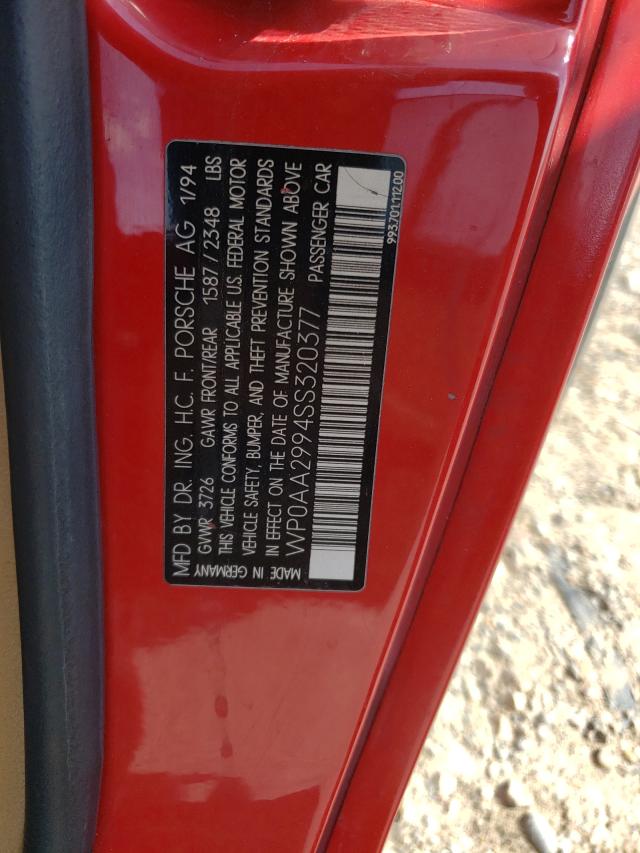 MFD BY DR. ING. H.C. F. PORSCHE AG 1/94
GVWR 3726 GAWR FRONT/REAR 1587 / 2348 LBS
THIS VEHICLE CONFORMS TO ALL APPLICABLE U.S. FEDERAL MOTOR
VEHICLE SAFETY, BUMPER, AND THEFT PREVENTION STANDARDS
IN EFFECT ON THE DATE OF MANUFACTURE SHOWN ABOVE
MADE IN GERMANY WP0AA2994SS320377 PASSENGER CAR
993.701.112.00